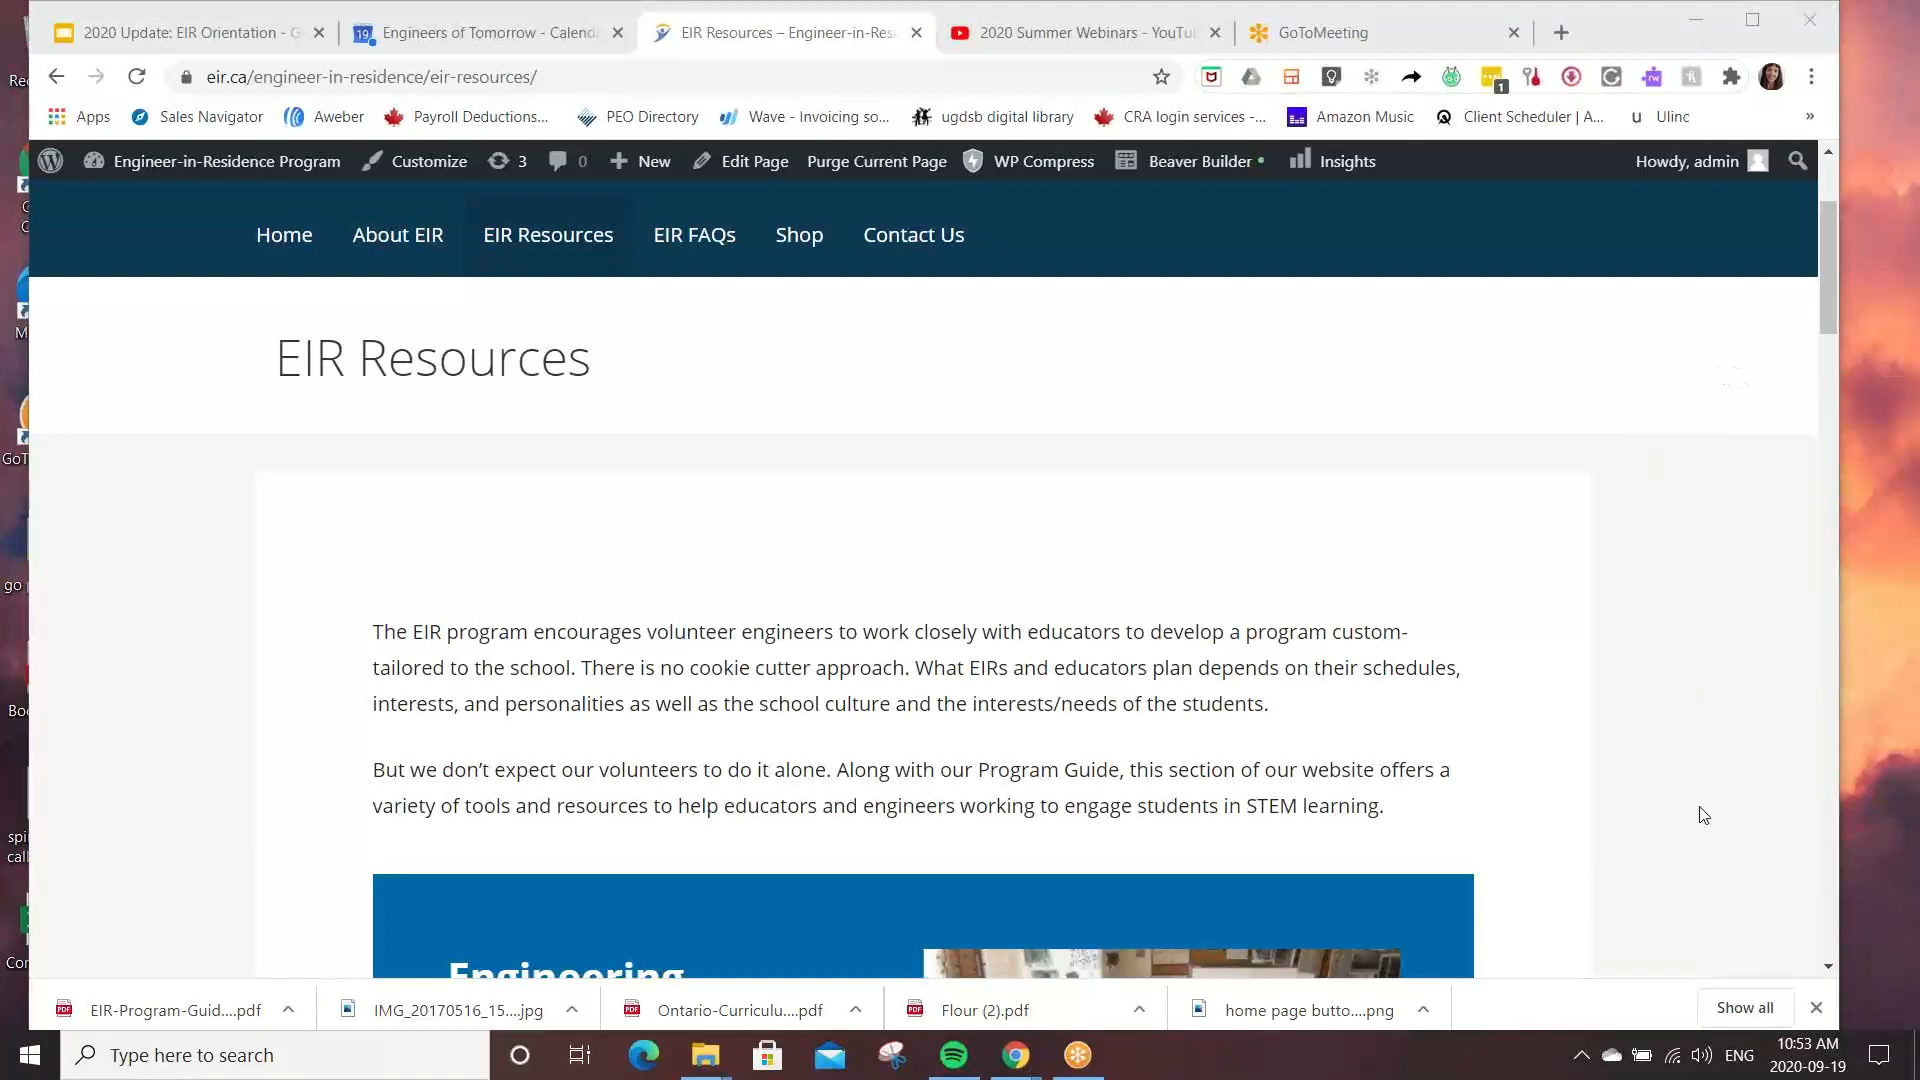 2020 Update: EIR Orientation - G
Engineers of Tomorrow - Calend
EIR Resources – Engineer-in-Res
2020 Summer Webinars - YouTu
GoToMeeting
eir.ca/engineer-in-residence/eir-resources/
1
Apps
Sales Navigator
Aweber
Payroll Deductions...
PEO Directory
Wave - Invoicing so...
ugdsb digital library
CRA login services -...
Amazon Music
Client Scheduler | A...
Ulinc
»
Engineer-in-Residence Program
Customize
3
0
New
Edit Page
Purge Current Page
WP Compress
Beaver Builder
Insights
Howdy, admin
Home
About EIR
EIR Resources
EIR FAQs
Shop
Contact Us
EIR Resources
The EIR program encourages volunteer engineers to work closely with educators to develop a program custom-
tailored to the school. There is no cookie cutter approach. What EIRs and educators plan depends on their schedules,
interests, and personalities as well as the school culture and the interests/needs of the students.
But we don't expect our volunteers to do it alone. Along with our Program Guide, this section of our website offers a
variety of tools and resources to help educators and engineers working to engage students in STEM learning.
Engineering
EIR-Program-Guid....pdf
IMG_20170516_15....jpg
Ontario-Curriculu....pdf
Flour (2).pdf
home page butto....png
Show all
Type here to search
ENG
10:53 AM
2020-09-19